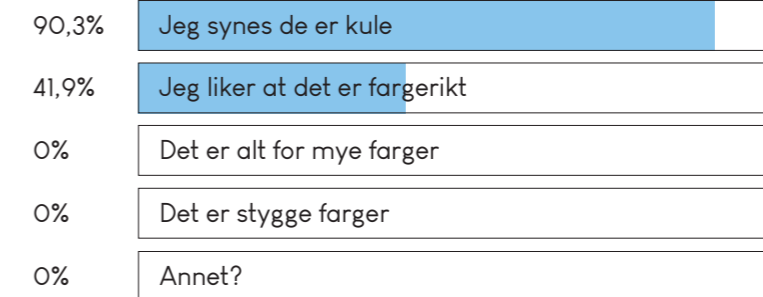 90,3% Jeg synes de er kule
41,9% Jeg liker at det er fargerikt
0% Det er alt for mye farger
0% Det er stygge farger
0% Annet?